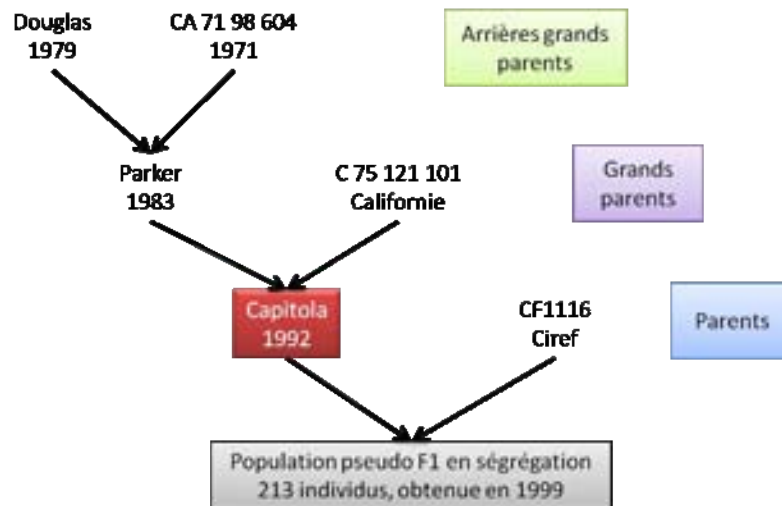 Douglas
1979
CA 71 98 604
1971
Arrières grands
parents
Parker
1983
C 75 121 101
Californie
Grands
parents
Capitola
1992
CF1116
Ciref
Parents
Population pseudo F1 en ségrégation
213 individus, obtenue en 1999